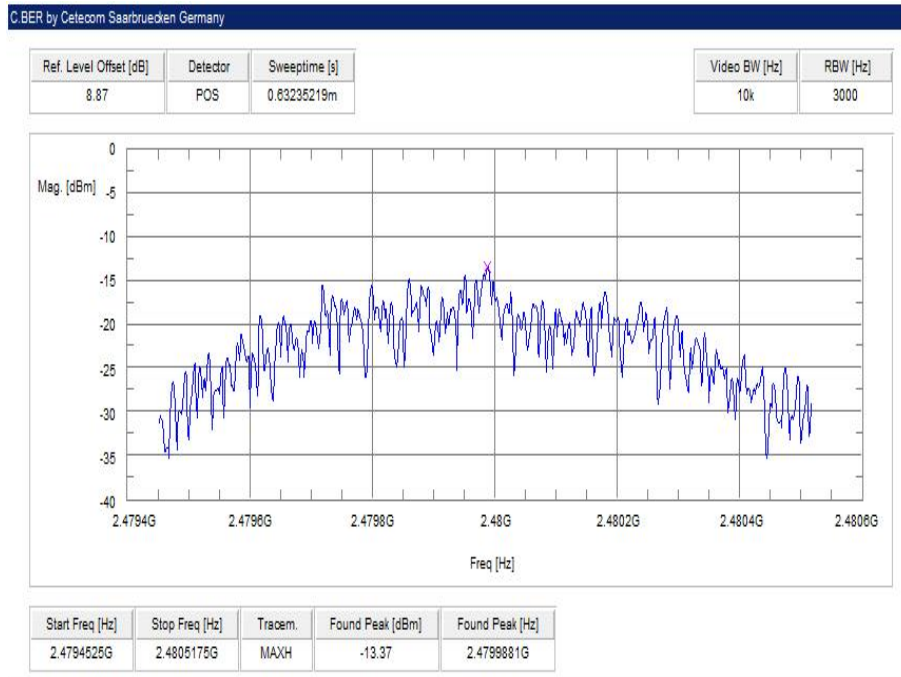 C.BER by Cetecom Saarbruecken Germany
Ref. Level Offset [dB] Detector Sweeptime [s] Video BW [Hz] RBW [Hz]
8.87 POS 0.63235219m 10k 3000
Mag. [dBm]
0
-5
-10
-15
-20
-25
-30
-35
-40
2.4794G 2.4796G 2.4798G 2.48G 2.4802G 2.4804G 2.4806G
Freq [Hz]
Start Freq [Hz] Stop Freq [Hz] Tracem. Found Peak [dBm] Found Peak [Hz]
2.4794525G 2.4805175G MAXH -13.37 2.4799881G